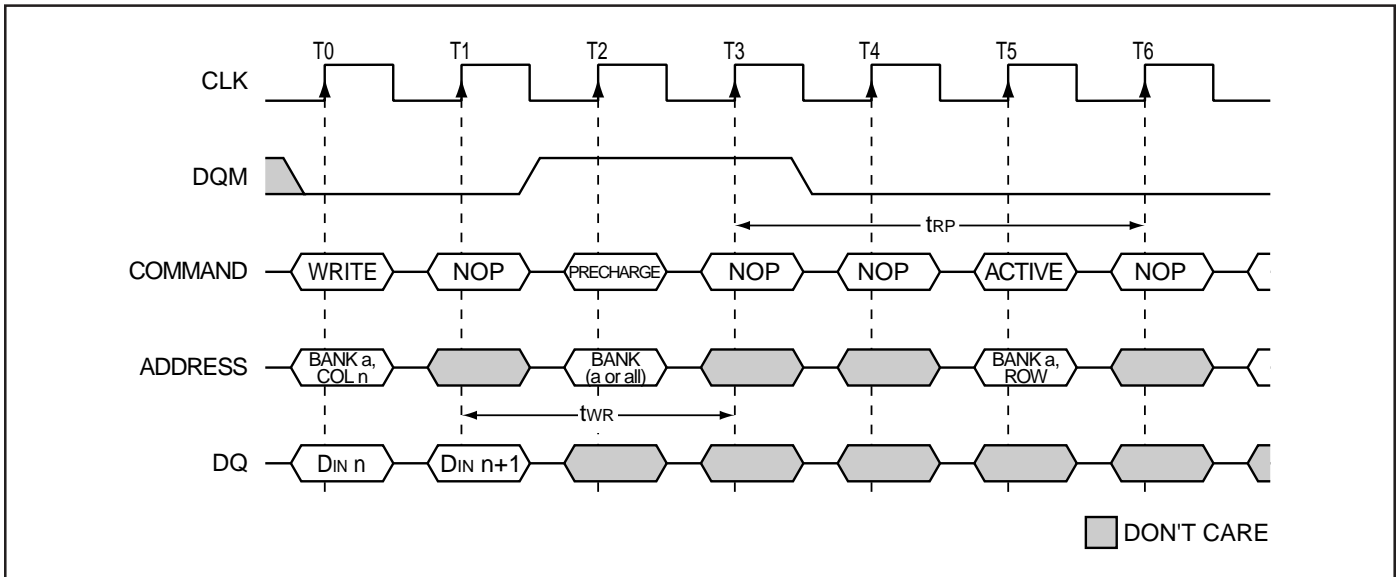 T0 T1 T2 T3 T4 T5 T6
CLK
DQM
tRP
COMMAND WRITE NOP PRECHARGE NOP NOP ACTIVE NOP
ADDRESS BANK a, COL n BANK (a or all) BANK a, ROW
tWR
DQ DIN n DIN n+1
DON'T CARE